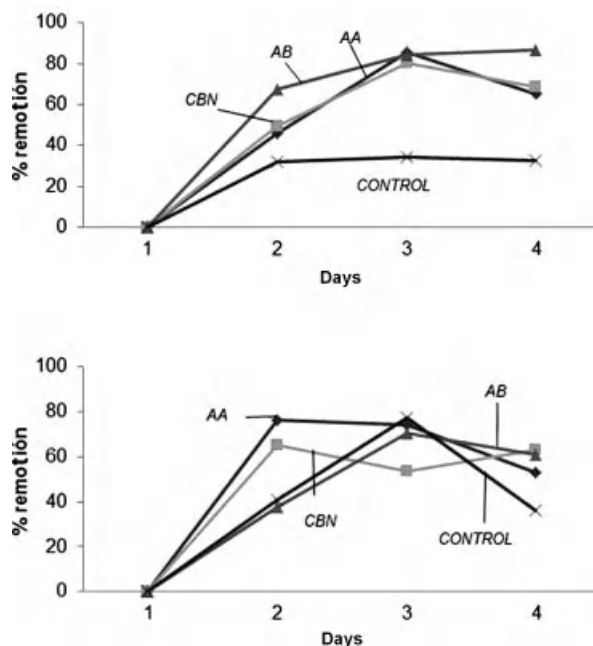 100
80
60
40
20
0
% remotión
AB
AA
CBN
CONTROL
1 2 3 4
Days
100
80
60
40
20
0
% remotión
AA
AB
CBN
CONTROL
1 2 3 4
Days